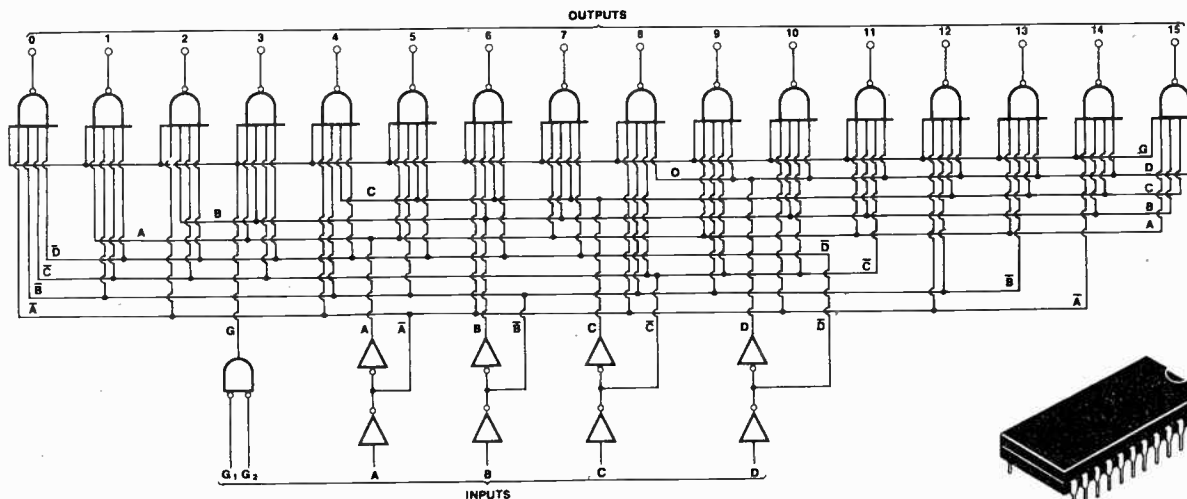 OUTPUTS
0 1 2 3 4 5 6 7 8 9 10 11 12 13 14 15
G
O D
C C
B B
A A
D̅ D̅
C̅ C̅
B̅ B̅
A̅ A̅
G A A̅ B B̅ C C̅ D D̅
G₁ G₂ A B C D
INPUTS